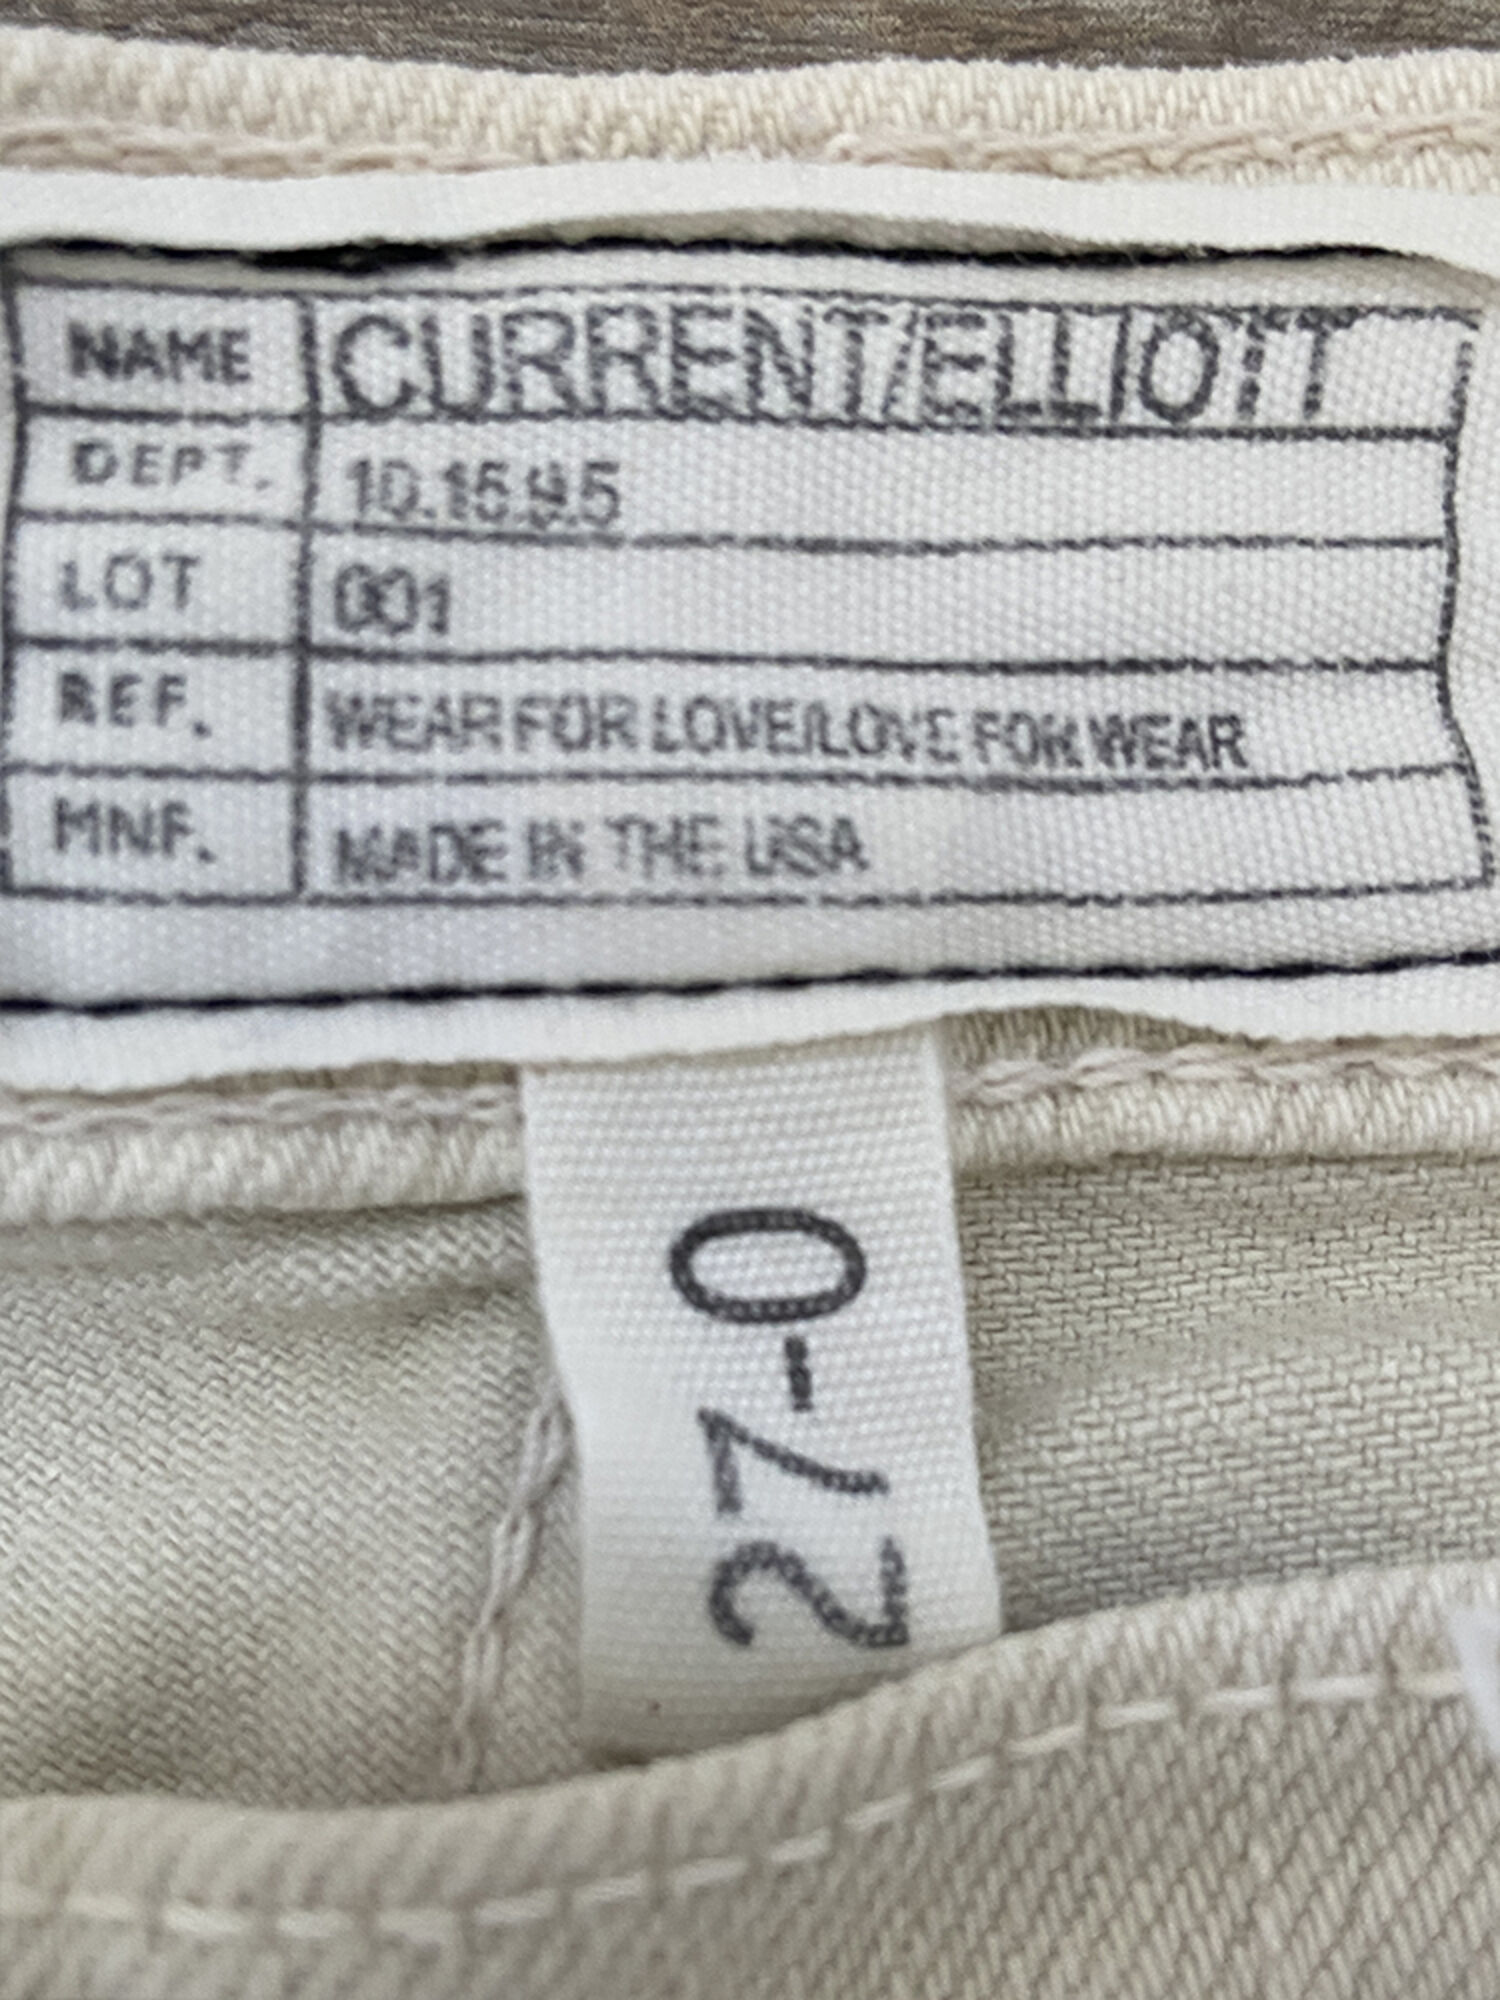 NAME CURRENT/ELLIOTT
DEPT. 10.15.9.5
LOT 001
REF. WEAR FOR LOVE/LOVE FOR WEAR
MNF. MADE IN THE USA
27-0